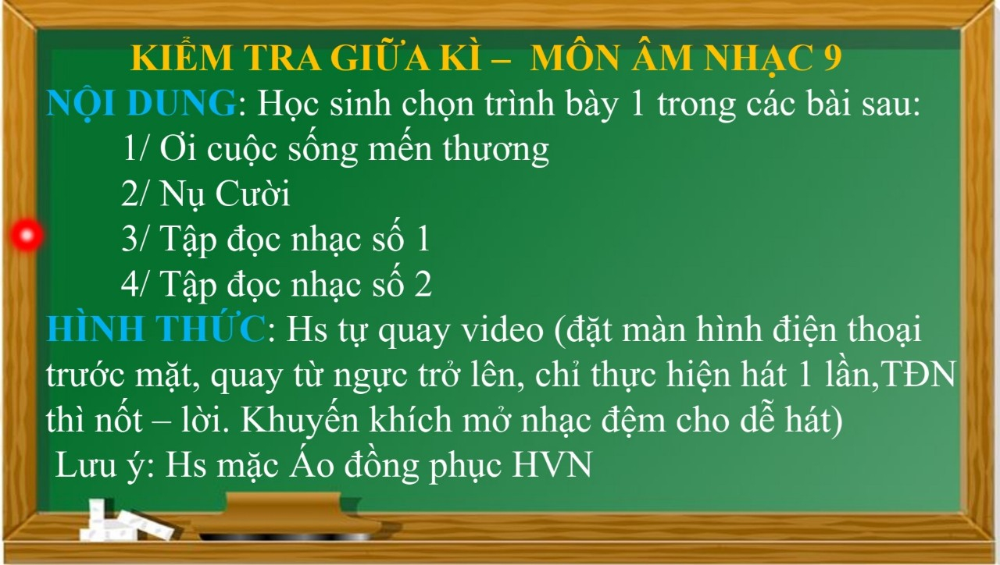 KIỂM TRA GIỮA KÌ – MÔN ÂM NHẠC 9
NỘI DUNG: Học sinh chọn trình bày 1 trong các bài sau:
1/ Ơi cuộc sống mến thương
2/ Nụ Cười
3/ Tập đọc nhạc số 1
4/ Tập đọc nhạc số 2
HÌNH THỨC: Hs tự quay video (đặt màn hình điện thoại
trước mặt, quay từ ngực trở lên, chỉ thực hiện hát 1 lần,TĐN
thì nốt – lời. Khuyến khích mở nhạc đệm cho dễ hát)
Lưu ý: Hs mặc Áo đồng phục HVN